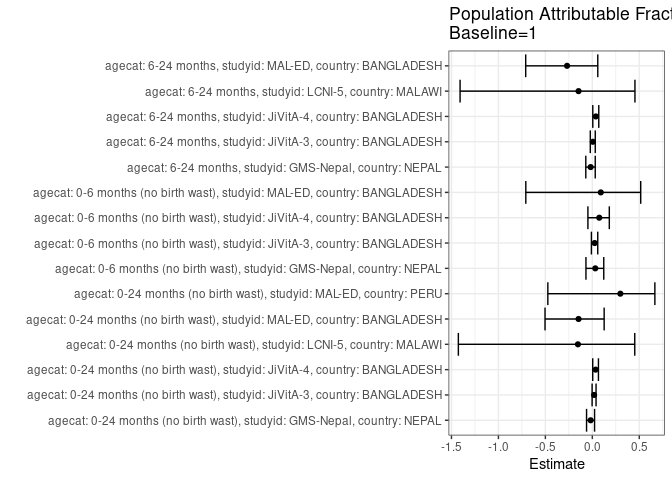 Population Attributable Frac
Baseline=1
agecat: 6-24 months, studyid: MAL-ED, country: BANGLADESH
agecat: 6-24 months, studyid: LCNI-5, country: MALAWI
agecat: 6-24 months, studyid: JiVitA-4, country: BANGLADESH
agecat: 6-24 months, studyid: JiVitA-3, country: BANGLADESH
agecat: 6-24 months, studyid: GMS-Nepal, country: NEPAL
agecat: 0-6 months (no birth wast), studyid: MAL-ED, country: BANGLADESH
agecat: 0-6 months (no birth wast), studyid: JiVitA-4, country: BANGLADESH
agecat: 0-6 months (no birth wast), studyid: JiVitA-3, country: BANGLADESH
agecat: 0-6 months (no birth wast), studyid: GMS-Nepal, country: NEPAL
agecat: 0-24 months (no birth wast), studyid: MAL-ED, country: PERU
agecat: 0-24 months (no birth wast), studyid: MAL-ED, country: BANGLADESH
agecat: 0-24 months (no birth wast), studyid: LCNI-5, country: MALAWI
agecat: 0-24 months (no birth wast), studyid: JiVitA-4, country: BANGLADESH
agecat: 0-24 months (no birth wast), studyid: JiVitA-3, country: BANGLADESH
agecat: 0-24 months (no birth wast), studyid: GMS-Nepal, country: NEPAL
-1.5 -1.0 -0.5 0.0 0.5
Estimate